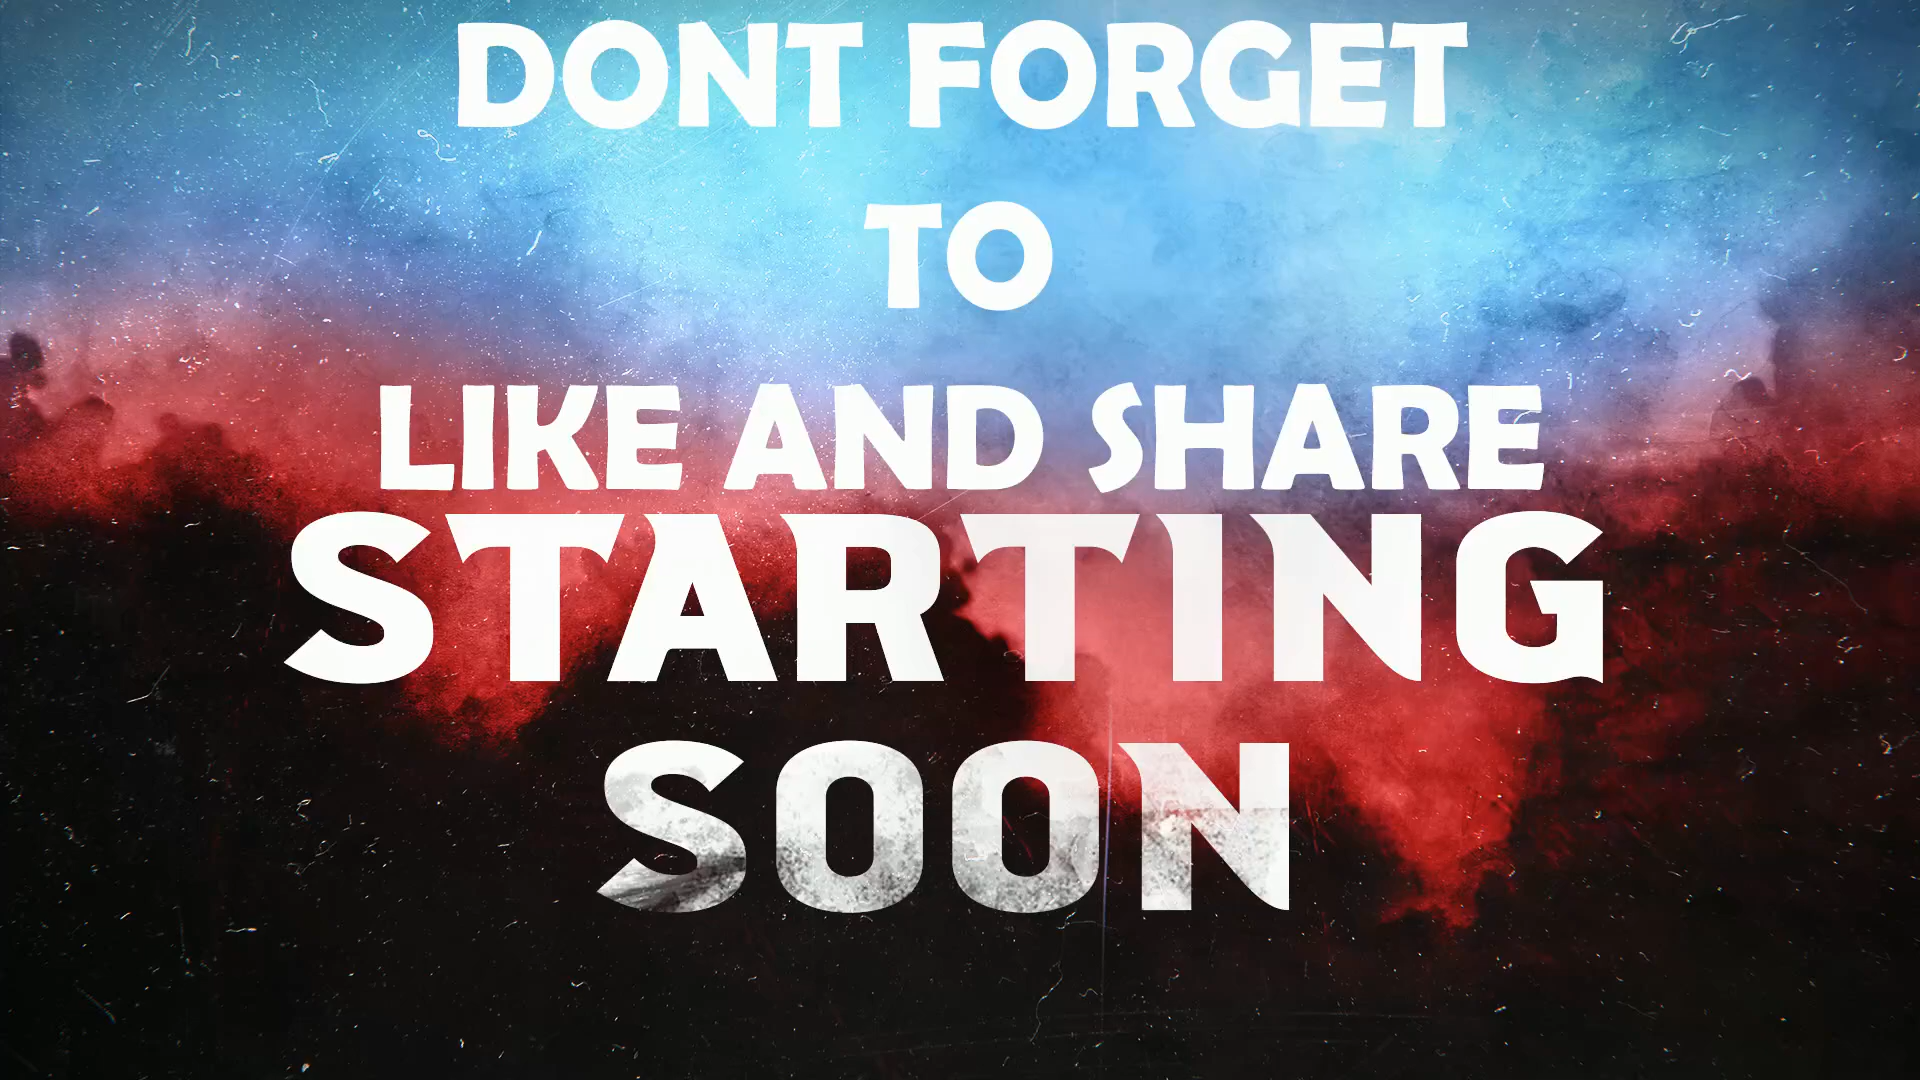 DONT FORGET
TO
LIKE AND SHARE
STARTING
SOON